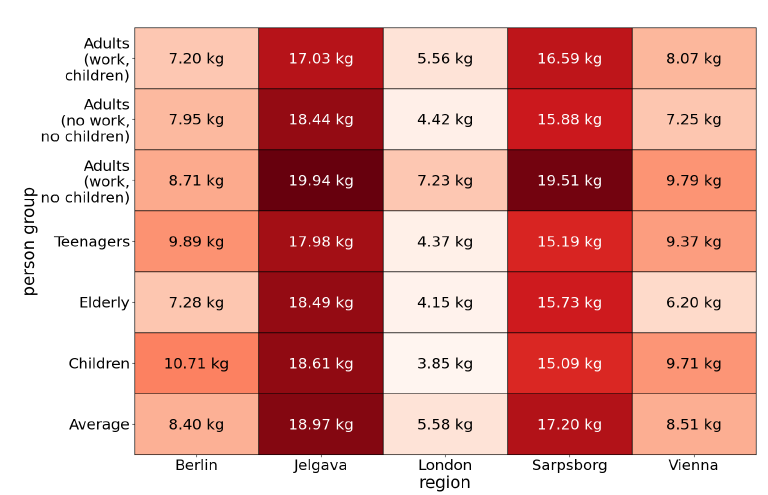 Adults
(work,
children)
7.20 kg 17.03 kg 5.56 kg 16.59 kg 8.07 kg
Adults
(no work,
no children)
7.95 kg 18.44 kg 4.42 kg 15.88 kg 7.25 kg
Adults
(work,
no children)
8.71 kg 19.94 kg 7.23 kg 19.51 kg 9.79 kg
Teenagers 9.89 kg 17.98 kg 4.37 kg 15.19 kg 9.37 kg
Elderly 7.28 kg 18.49 kg 4.15 kg 15.73 kg 6.20 kg
Children 10.71 kg 18.61 kg 3.85 kg 15.09 kg 9.71 kg
Average 8.40 kg 18.97 kg 5.58 kg 17.20 kg 8.51 kg
Berlin Jelgava London Sarpsborg Vienna
region
person group